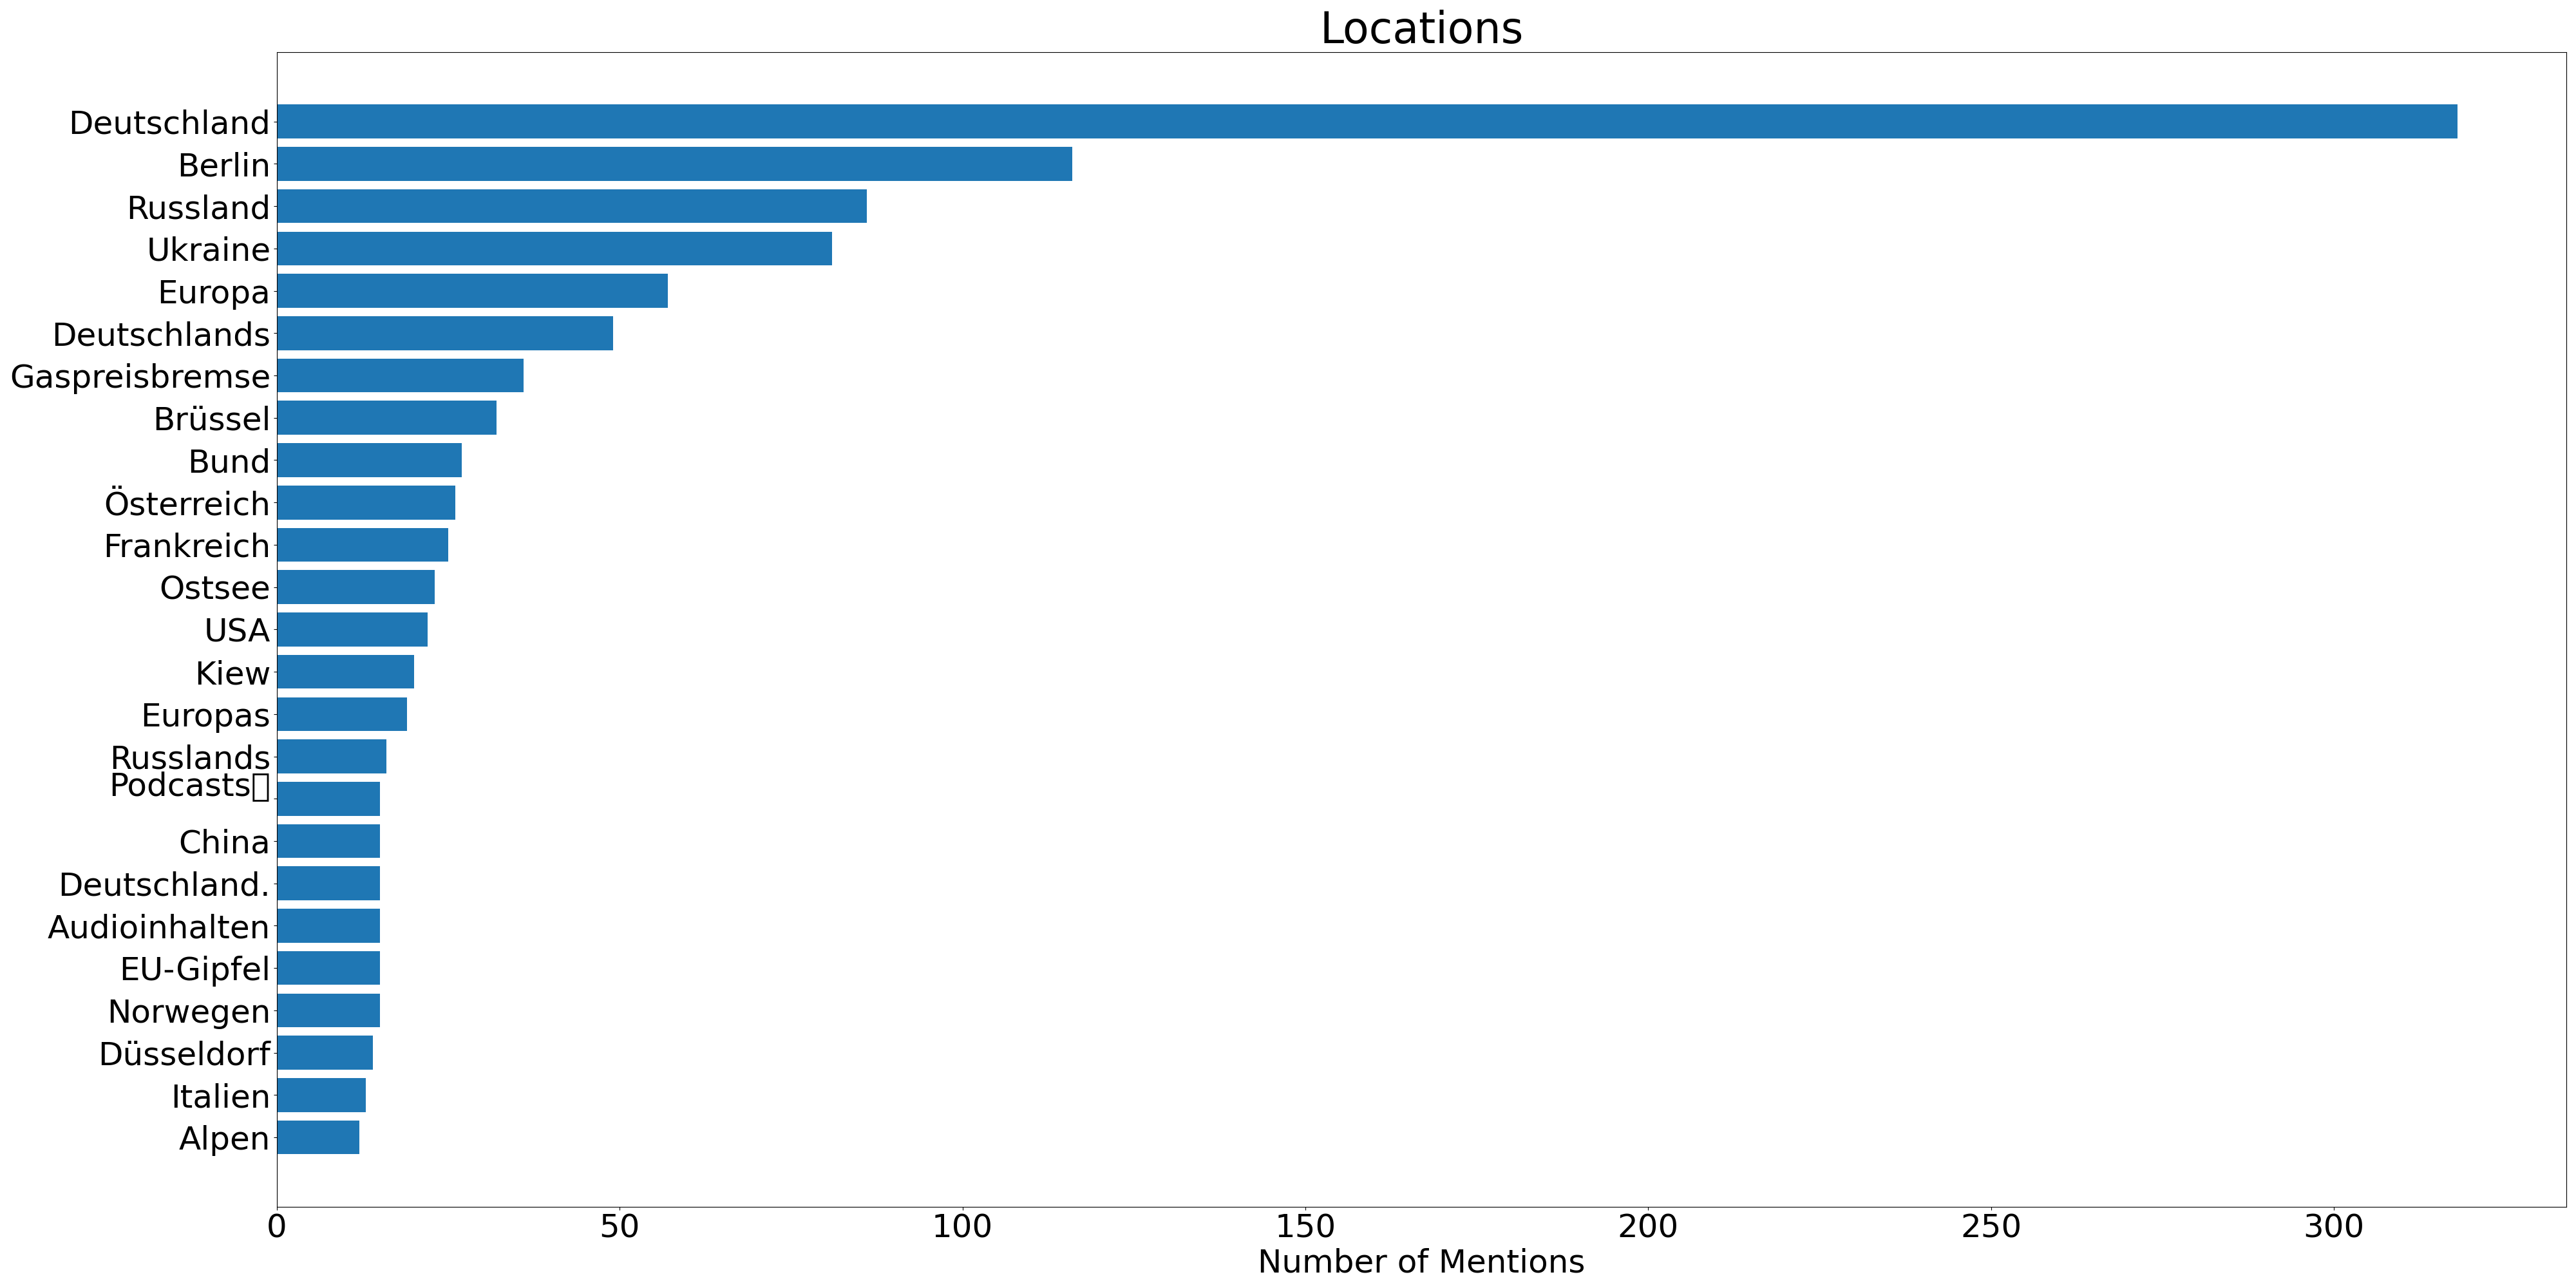 Locations
Deutschland
Berlin
Russland
Ukraine
Europa
Deutschlands
Gaspreisbremse
Brüssel
Bund
Österreich
Frankreich
Ostsee
USA
Kiew
Europas
Russlands
Podcasts
China
Deutschland.
Audioinhalten
EU-Gipfel
Norwegen
Düsseldorf
Italien
Alpen
0 50 100 150 200 250 300
Number of Mentions